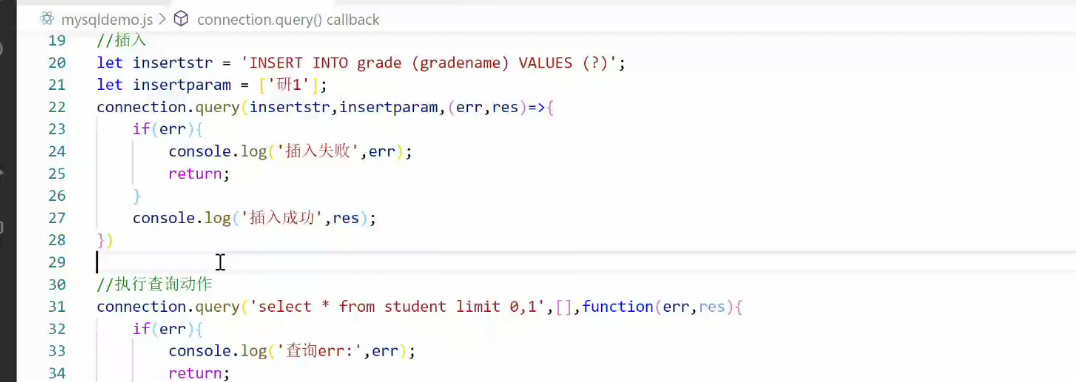 mysqldemo.js > connection.query() callback
19 //插入
20 let insertstr = 'INSERT INTO grade (gradename) VALUES (?)';
21 let insertparam = ['研1'];
22 connection.query(insertstr,insertparam,(err,res)=>{
23 if(err){
24 console.log('插入失败',err);
25 return;
26 }
27 console.log('插入成功',res);
28 })
29
30 //执行查询动作
31 connection.query('select * from student limit 0,1',[],function(err,res){
32 if(err){
33 console.log('查询err:',err);
34 return;